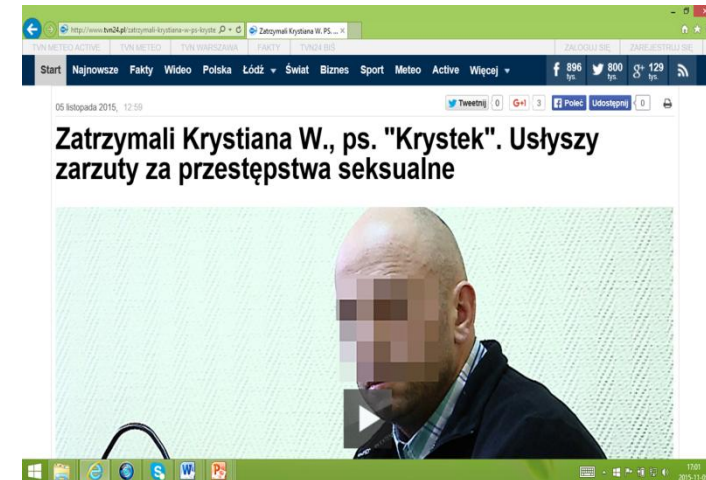 http://www.tvn24.pl/zatrzymali-krystiana-w-ps-kryste
Zatrzymali Krystiana W. PS. ...
TVN METEO ACTIVE TVN METEO TVN WARSZAWA FAKTY TVN24 BIS ZALOGUJ SIĘ ZAREJESTRUJ SIĘ
Start Najnowsze Fakty Wideo Polska Łódź Świat Biznes Sport Meteo Active Więcej 896 tys. 800 tys. g+ 129 tys.
05 listopada 2015, 12:59 Tweetnij 0 G+1 3 Poleć Udostępnij 0
Zatrzymali Krystiana W., ps. "Krystek". Usłyszy
zarzuty za przestępstwa seksualne
17:01